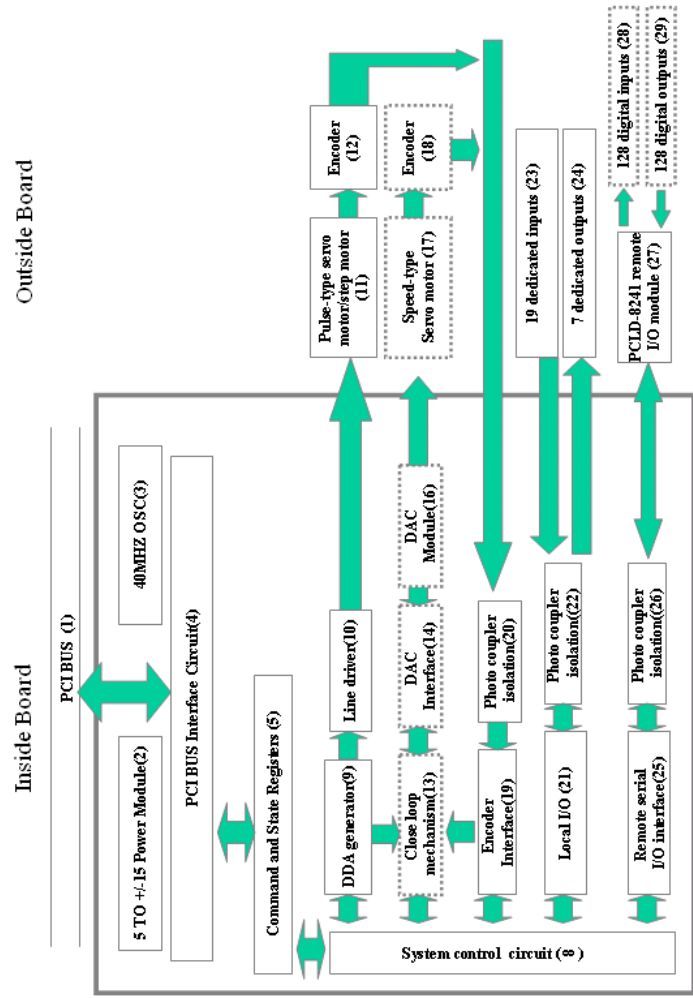 Inside Board
Outside Board
PCI BUS (1)
5 TO +/-15 Power Module(2)
40MHZ OSC(3)
PCI BUS Interface Circuit(4)
Command and State Registers (5)
System control circuit (∞)
DDA generator(9)
Line driver(10)
Pulse-type servo
motor/step motor
(11)
Encoder
(12)
Close loop
mechanism(13)
DAC
Interface(14)
DAC
Module(16)
Speed-type
Servo motor (17)
Encoder
(18)
Encoder
Interface(19)
Photo coupler
isolation(20)
Local I/O (21)
Photo coupler
isolation((22)
19 dedicated inputs (23)
7 dedicated outputs (24)
Remote serial
I/O interface(25)
Photo coupler
isolation((26)
PCLD-8241 remote
I/O module (27)
128 digital inputs (28)
128 digital outputs (29)